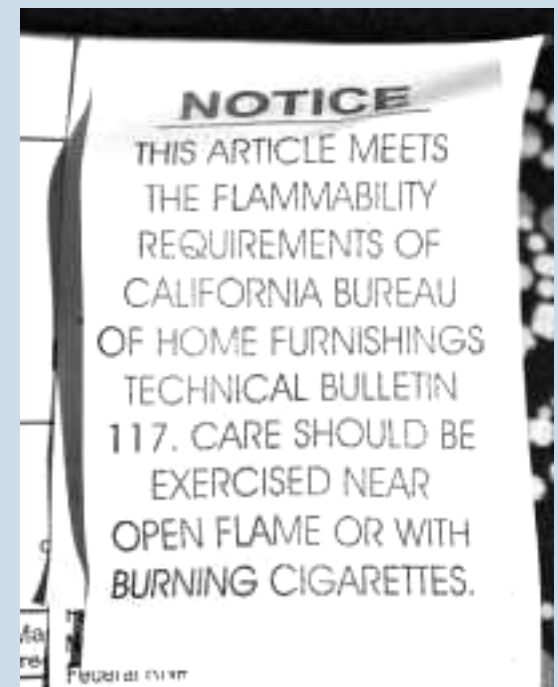 NOTICE
THIS ARTICLE MEETS
THE FLAMMABILITY
REQUIREMENTS OF
CALIFORNIA BUREAU
OF HOME FURNISHINGS
TECHNICAL BULLETIN
117. CARE SHOULD BE
EXERCISED NEAR
OPEN FLAME OR WITH
BURNING CIGARETTES.